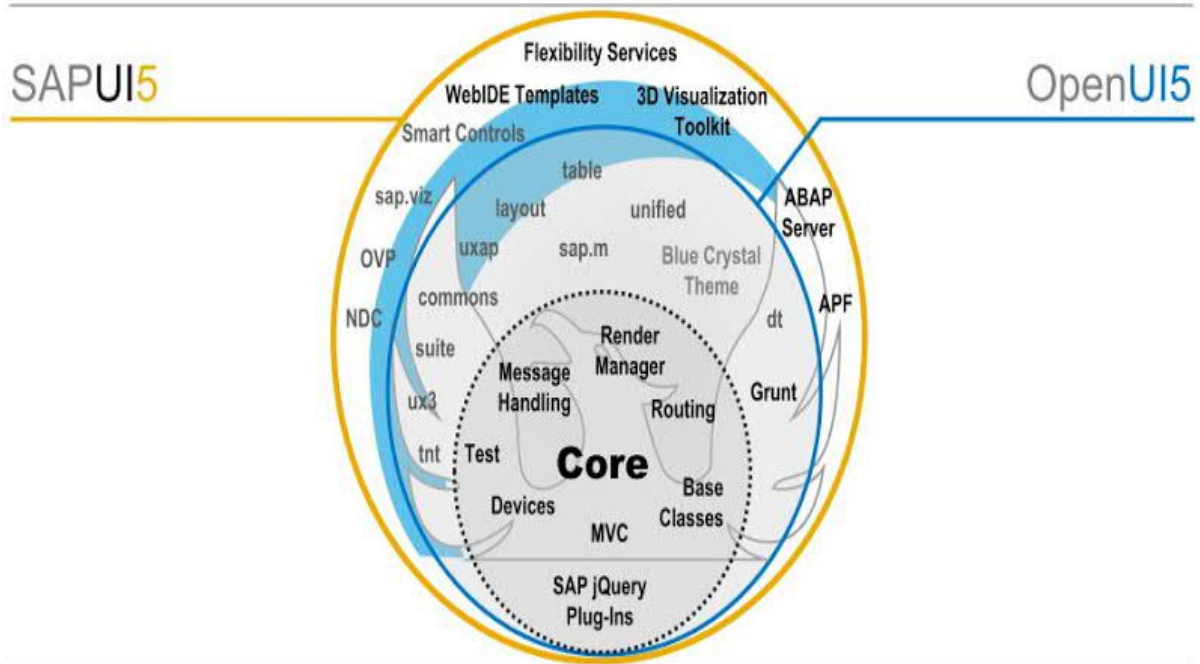 SAPUI5
OpenUI5
Flexibility Services
WebIDE Templates
3D Visualization
Toolkit
Smart Controls
table
sap.viz
layout
unified
ABAP
Server
OVP
uxap
sap.m
Blue Crystal
Theme
commons
NDC
dt
APF
suite
Render
Manager
Message
Handling
ux3
Routing
Grunt
tnt
Test
Core
Devices
Base
Classes
MVC
SAP jQuery
Plug-Ins